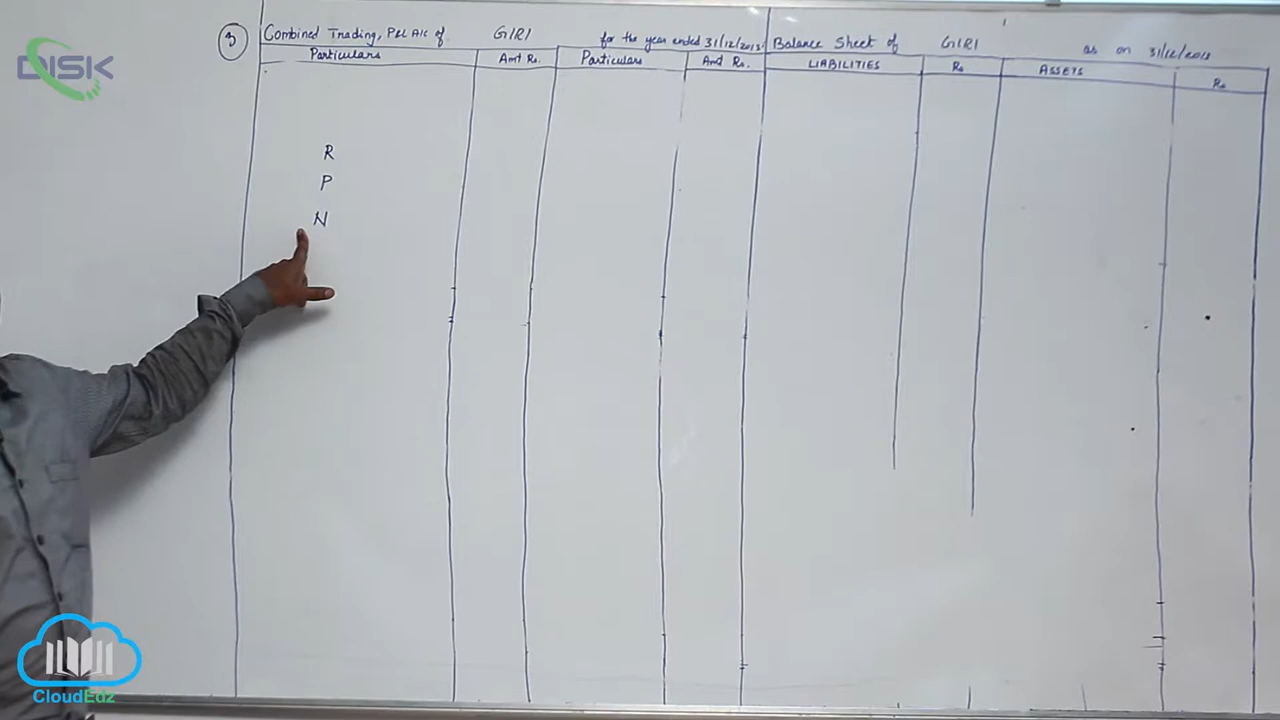 DISK
3
Combined Trading, P&L A/C of GIRI for the year ended 31/12/2013
Particulars Amt Rs. Particulars Amt Rs.
R
P
N
Balance Sheet of GIRI as on 31/12/2013
LIABILITIES Rs ASSETS Rs
CloudEdz